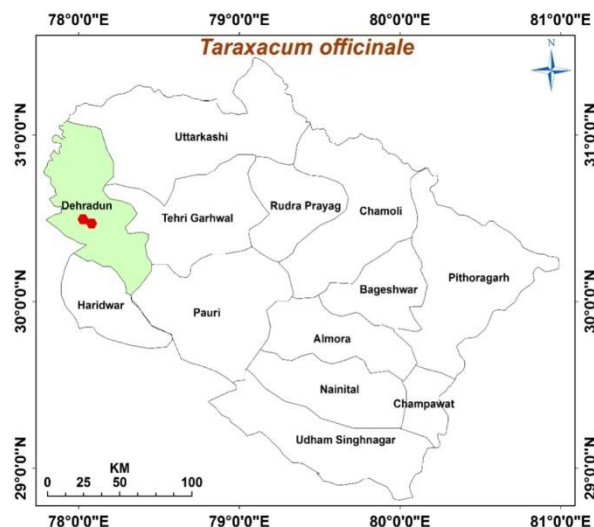 78°0'0"E 79°0'0"E 80°0'0"E 81°0'0"E
Taraxacum officinale
N
31°0'0"N
31°0'0"N
Uttarkashi
Dehradun
Tehri Garhwal
Rudra Prayag
Chamoli
Pithoragarh
Bageshwar
Haridwar
Pauri
30°0'0"N
30°0'0"N
Almora
Nainital
Champawat
Udham Singhnagar
29°0'0"N
29°0'0"N
KM
0 25 50 100
78°0'0"E 79°0'0"E 80°0'0"E 81°0'0"E